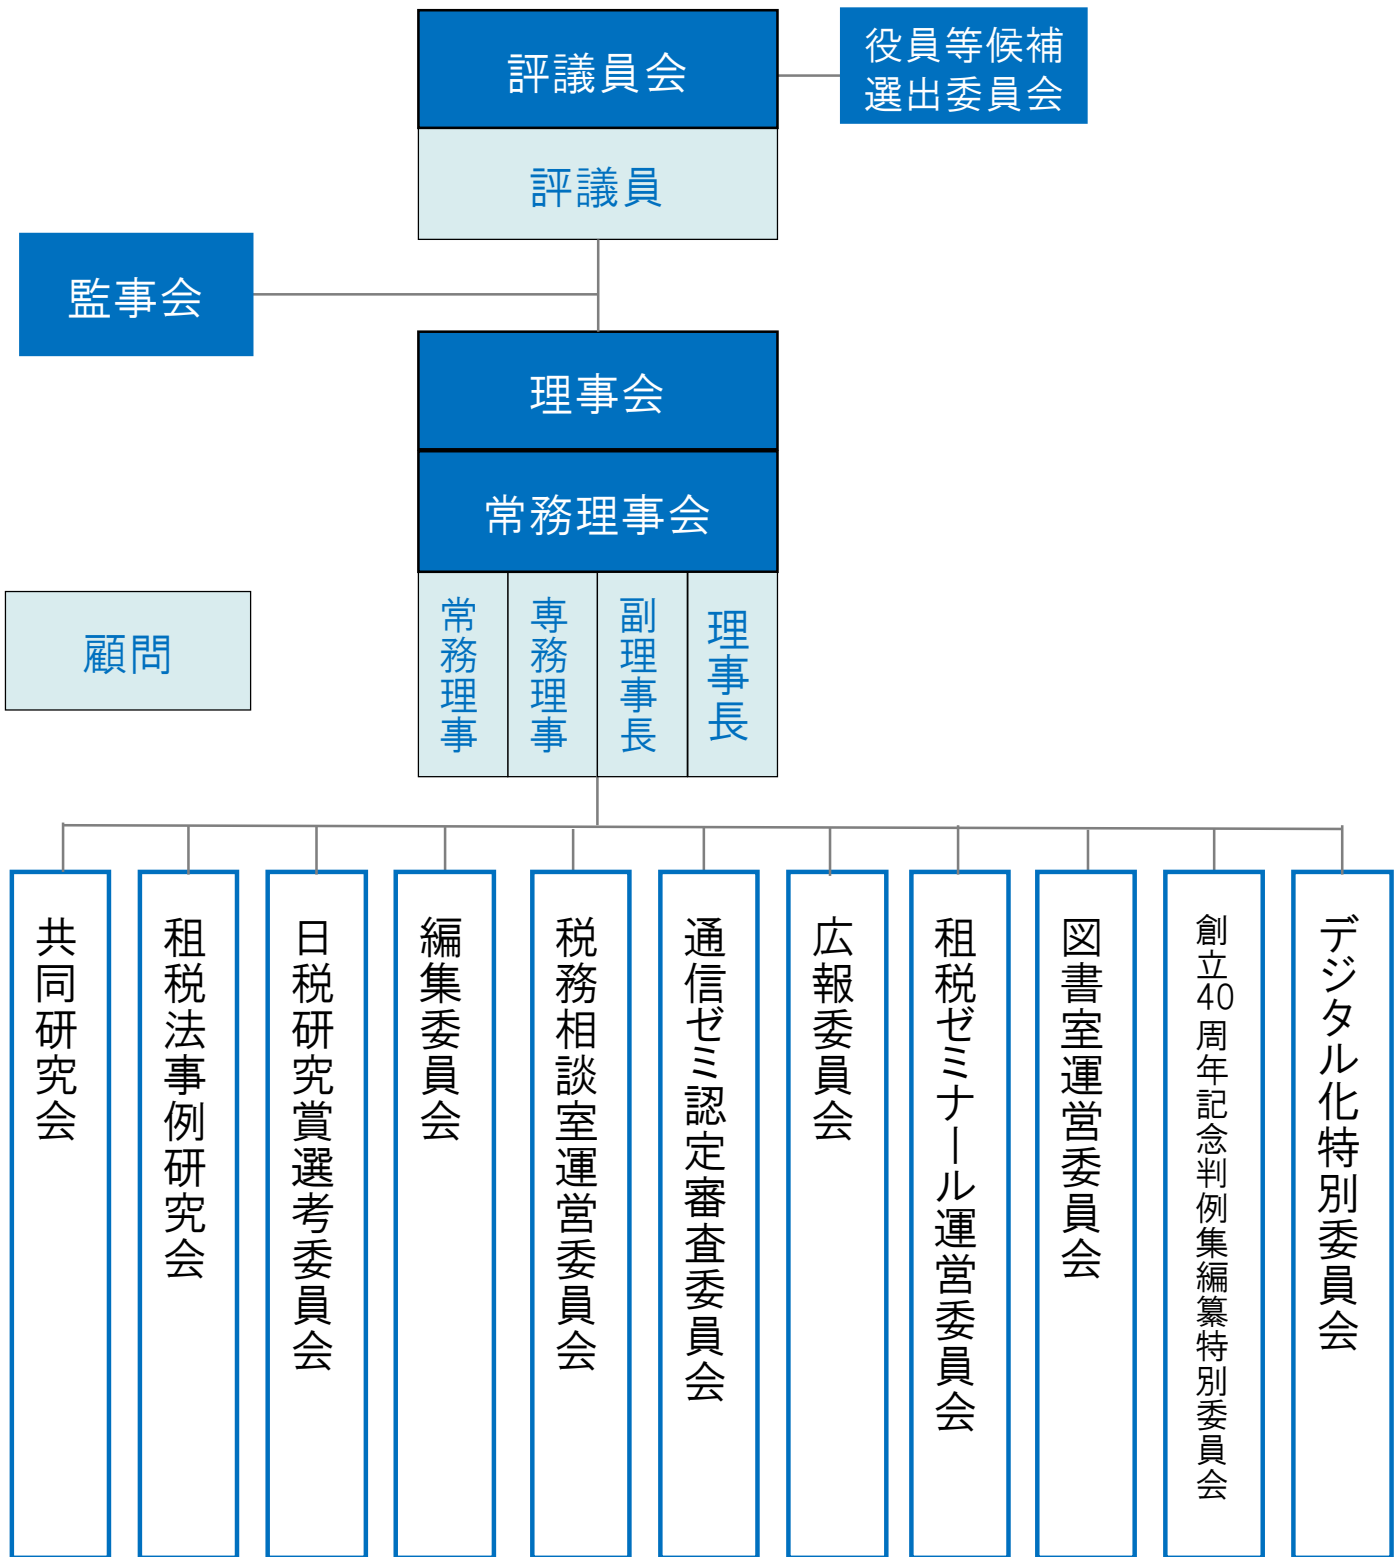 評議員会
役員等候補
選出委員会
評議員
監事会
理事会
常務理事会
顧問
常務理事
専務理事
副理事長
理事長
共同研究会
租税法事例研究会
日税研究賞選考委員会
編集委員会
税務相談室運営委員会
通信ゼミ認定審査委員会
広報委員会
租税ゼミナール運営委員会
図書室運営委員会
創立40周年記念判例集編纂特別委員会
デジタル化特別委員会